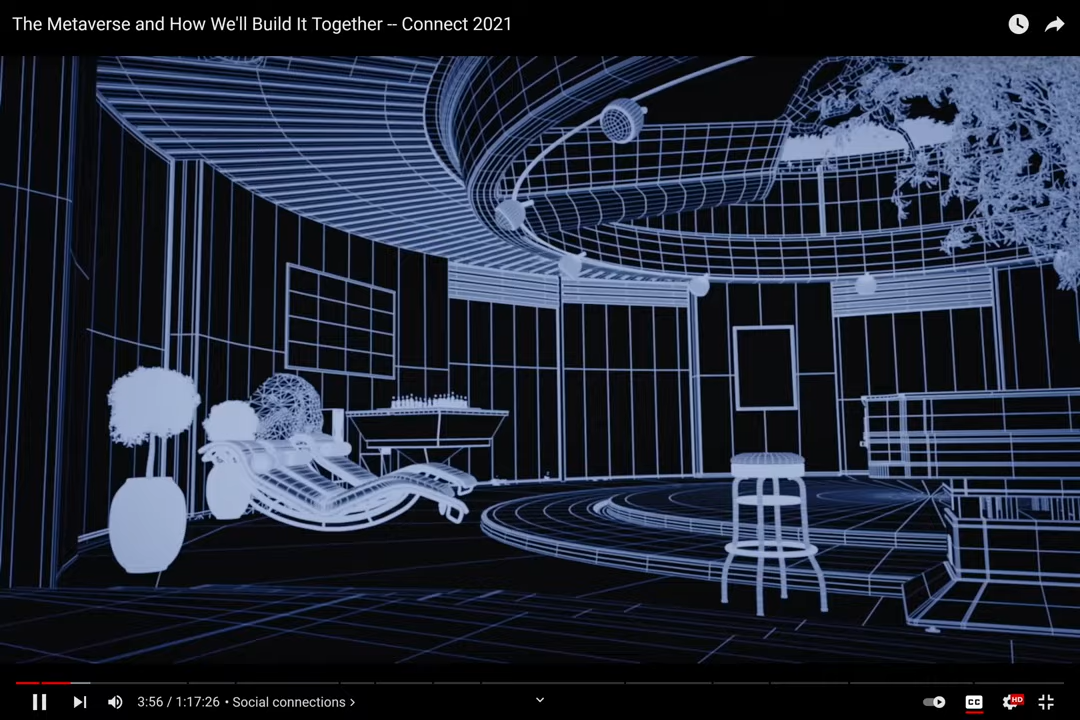 The Metaverse and How We'll Build It Together -- Connect 2021
3:56 / 1:17:26 • Social connections
CC
HD